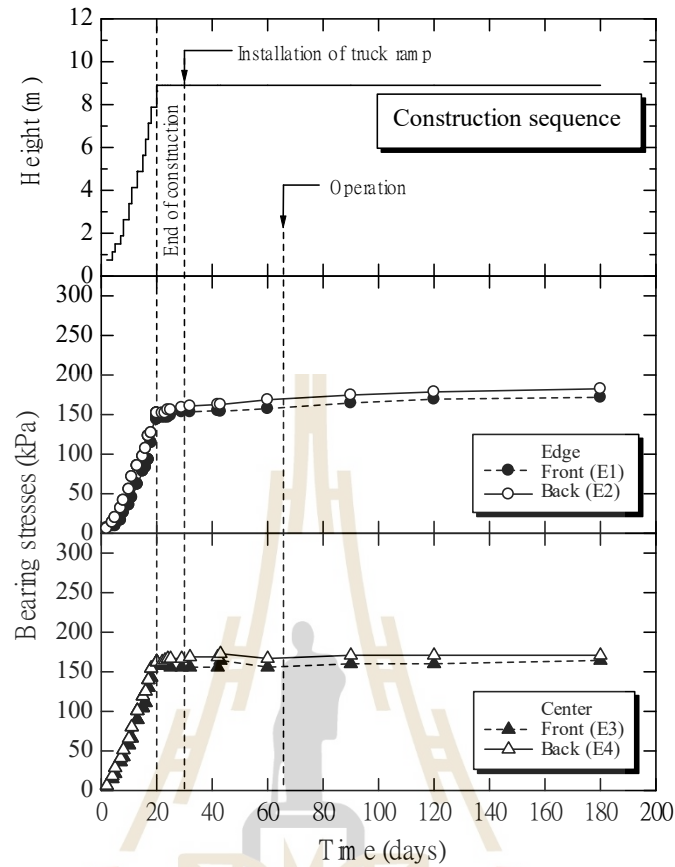 12
10
8
6
4
2
0
Height (m)
Installation of truck ramp
End of construction
Construction sequence
Operation
300
250
200
150
100
50
0
Edge
Front (E1)
Back (E2)
Bearing stresses (kPa)
300
250
200
150
100
50
0
Center
Front (E3)
Back (E4)
0 20 40 60 80 100 120 140 160 180 200
Time (days)